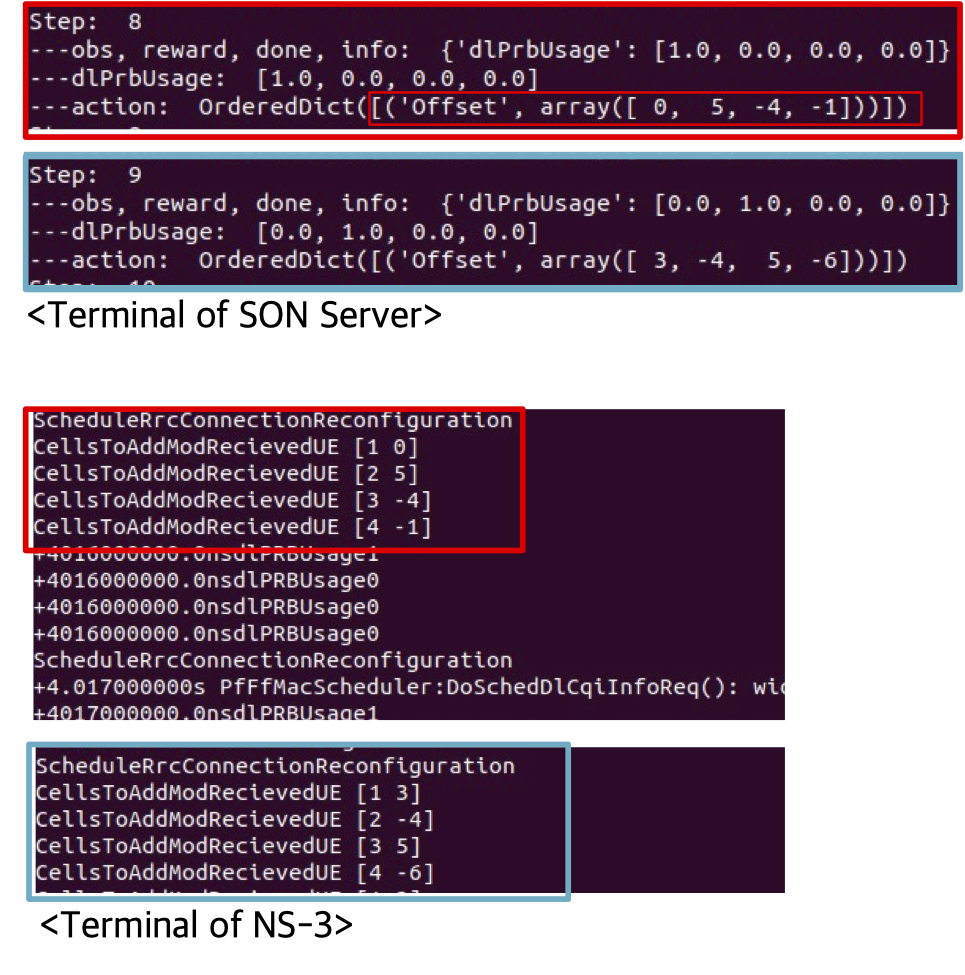 Step:  8
---obs, reward, done, info:  {'dlPrbUsage': [1.0, 0.0, 0.0, 0.0]}
---dlPrbUsage:  [1.0, 0.0, 0.0, 0.0]
---action:  OrderedDict([('Offset', array([ 0,  5, -4, -1]))])
Step:  9
---obs, reward, done, info:  {'dlPrbUsage': [0.0, 1.0, 0.0, 0.0]}
---dlPrbUsage:  [0.0, 1.0, 0.0, 0.0]
---action:  OrderedDict([('Offset', array([ 3, -4,  5, -6]))])
<Terminal of SON Server>
ScheduleRrcConnectionReconfiguration
CellsToAddModRecievedUE [1 0]
CellsToAddModRecievedUE [2 5]
CellsToAddModRecievedUE [3 -4]
CellsToAddModRecievedUE [4 -1]
+4016000000.0nsdlPRBUsage1
+4016000000.0nsdlPRBUsage0
+4016000000.0nsdlPRBUsage0
+4016000000.0nsdlPRBUsage0
ScheduleRrcConnectionReconfiguration
+4.017000000s PfFfMacScheduler:DoSchedDlCqiInfoReq():
+4017000000.0nsdlPRBUsage1
ScheduleRrcConnectionReconfiguration
CellsToAddModRecievedUE [1 3]
CellsToAddModRecievedUE [2 -4]
CellsToAddModRecievedUE [3 5]
CellsToAddModRecievedUE [4 -6]
<Terminal of NS-3>